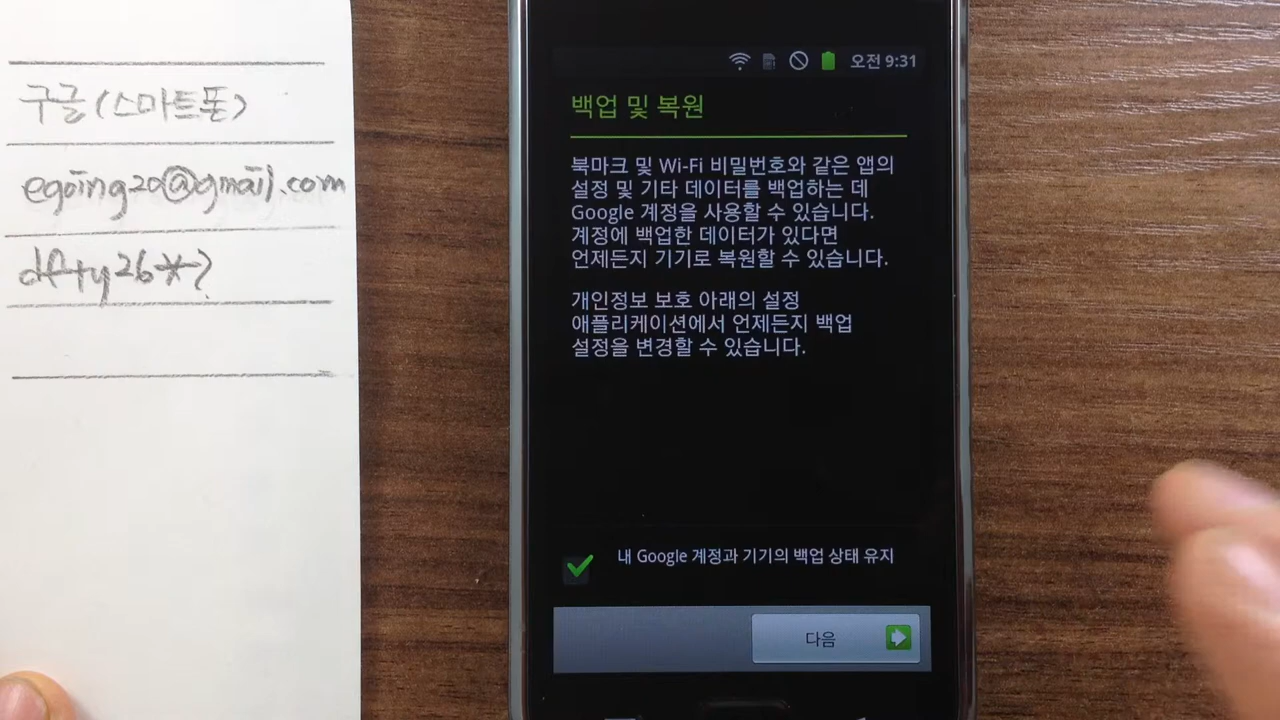 구글(스마트폰)
egoing20@gmail.com
dfty26*?
오전 9:31
백업 및 복원
북마크 및 Wi-Fi 비밀번호와 같은 앱의
설정 및 기타 데이터를 백업하는 데
Google 계정을 사용할 수 있습니다.
계정에 백업한 데이터가 있다면
언제든지 기기로 복원할 수 있습니다.
개인정보 보호 아래의 설정
애플리케이션에서 언제든지 백업
설정을 변경할 수 있습니다.
내 Google 계정과 기기의 백업 상태 유지
다음